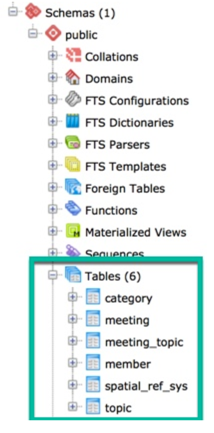 Schemas (1)
public
Collations
Domains
FTS Configurations
FTS Dictionaries
FTS Parsers
FTS Templates
Foreign Tables
Functions
Materialized Views
Sequences
Tables (6)
category
meeting
meeting_topic
member
spatial_ref_sys
topic